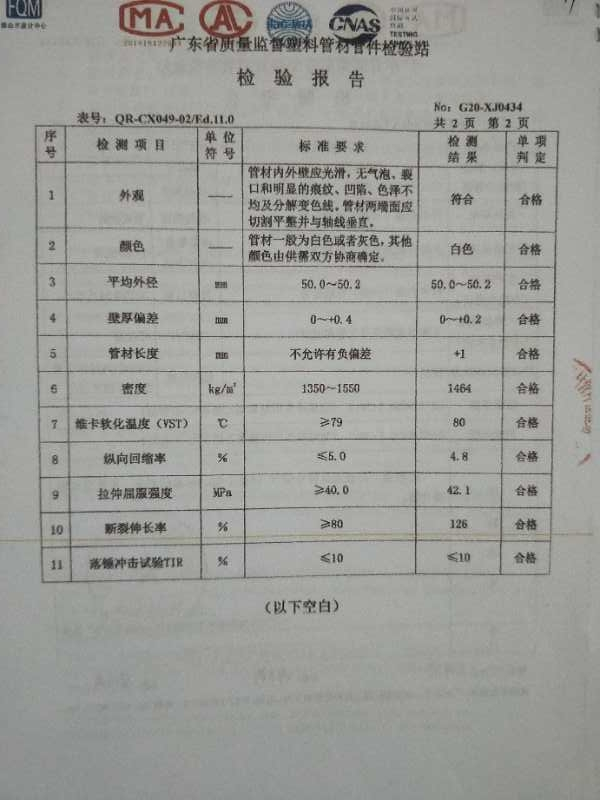 FQM
MA
AL
ilac-MRA
CNAS
TESTING
广东省质量监督塑料管材管件检验站
检验报告
No: G20-XJ0434
表号: QR-CX049-02/Ed.11.0
共 2 页 第 2 页
序号 检测项目 单位符号 标准要求 检测结果 单项判定
1 外观 —— 管材内外壁应光滑,无气泡、裂
口和明显的痕纹、凹陷、色泽不
均及分解变色线。管材两端面应
切割平整并与轴线垂直。 符合 合格
2 颜色 —— 管材一般为白色或者灰色,其他
颜色由供需双方协商确定。 白色 合格
3 平均外径 mm 50.0～50.2 50.0～50.2 合格
4 壁厚偏差 mm 0～+0.4 0～+0.2 合格
5 管材长度 mm 不允许有负偏差 +1 合格
6 密度 kg/m³ 1350～1550 1464 合格
7 维卡软化温度(VST) ℃ ≥79 80 合格
8 纵向回缩率 % ≤5.0 4.8 合格
9 拉伸屈服强度 MPa ≥40.0 42.1 合格
10 断裂伸长率 % ≥80 126 合格
11 落锤冲击试验TIR % ≤10 ≤10 合格
(以下空白)